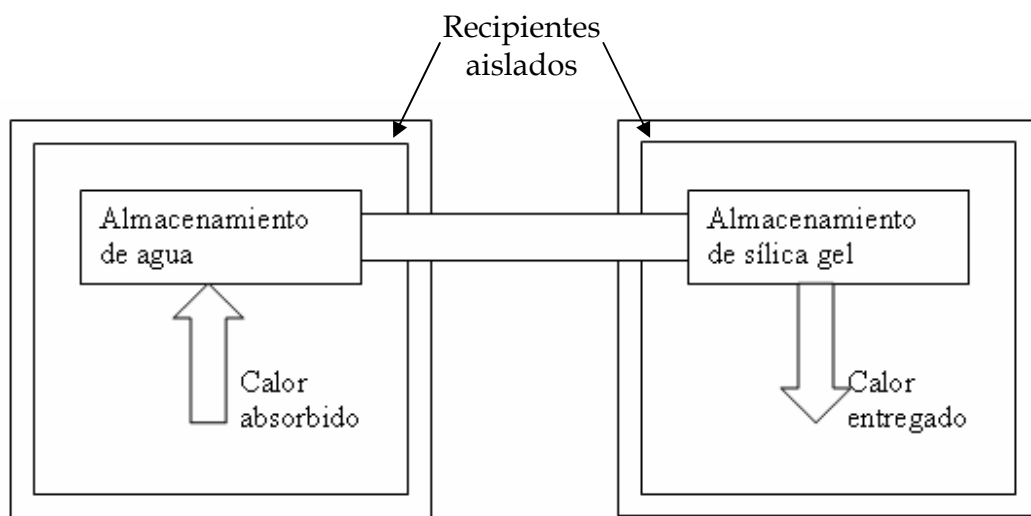 Recipientes
aislados
Almacenamiento
de agua
Calor
absorbido
Almacenamiento
de sílica gel
Calor
entregado